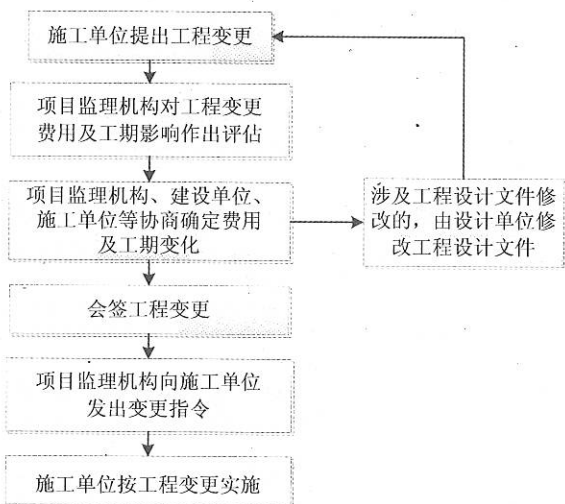 施工单位提出工程变更
项目监理机构对工程变更
费用及工期影响作出评估
项目监理机构、建设单位、
施工单位等协商确定费用
及工期变化
涉及工程设计文件修
改的，由设计单位修
改工程设计文件
会签工程变更
项目监理机构向施工单位
发出变更指令
施工单位按工程变更实施